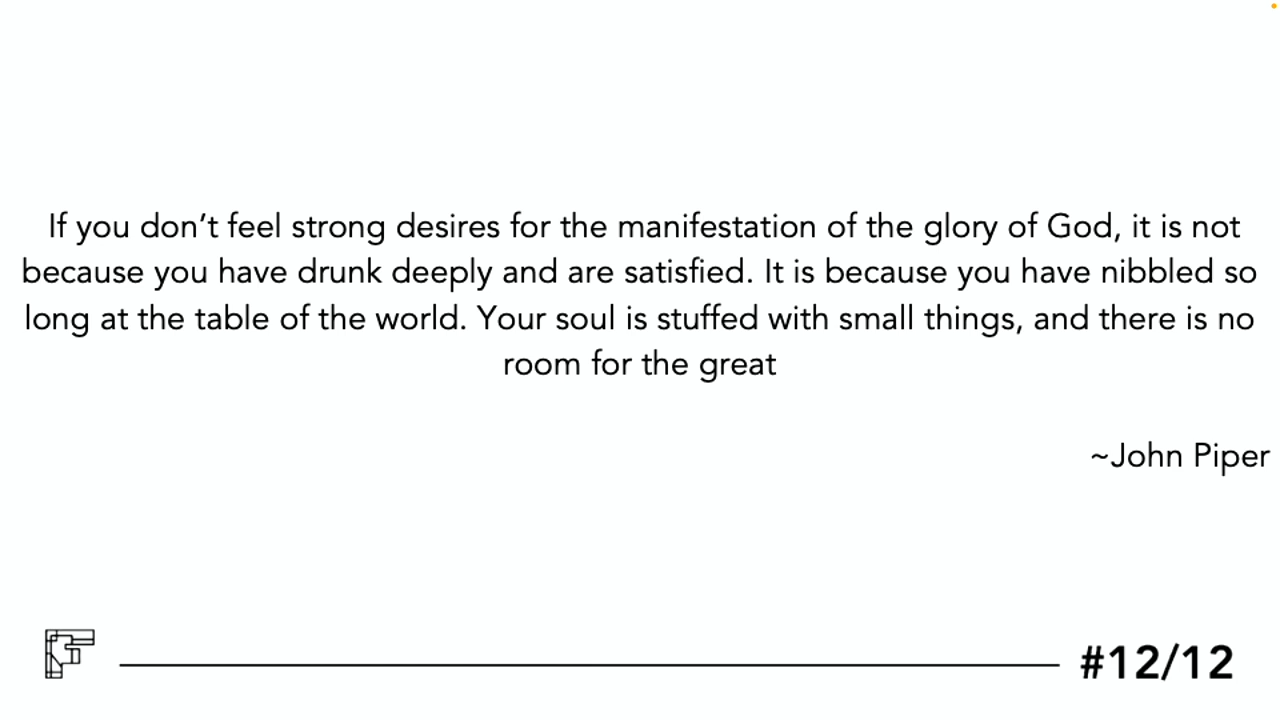 If you don’t feel strong desires for the manifestation of the glory of God, it is not
because you have drunk deeply and are satisfied. It is because you have nibbled so
long at the table of the world. Your soul is stuffed with small things, and there is no
room for the great
~John Piper
#12/12